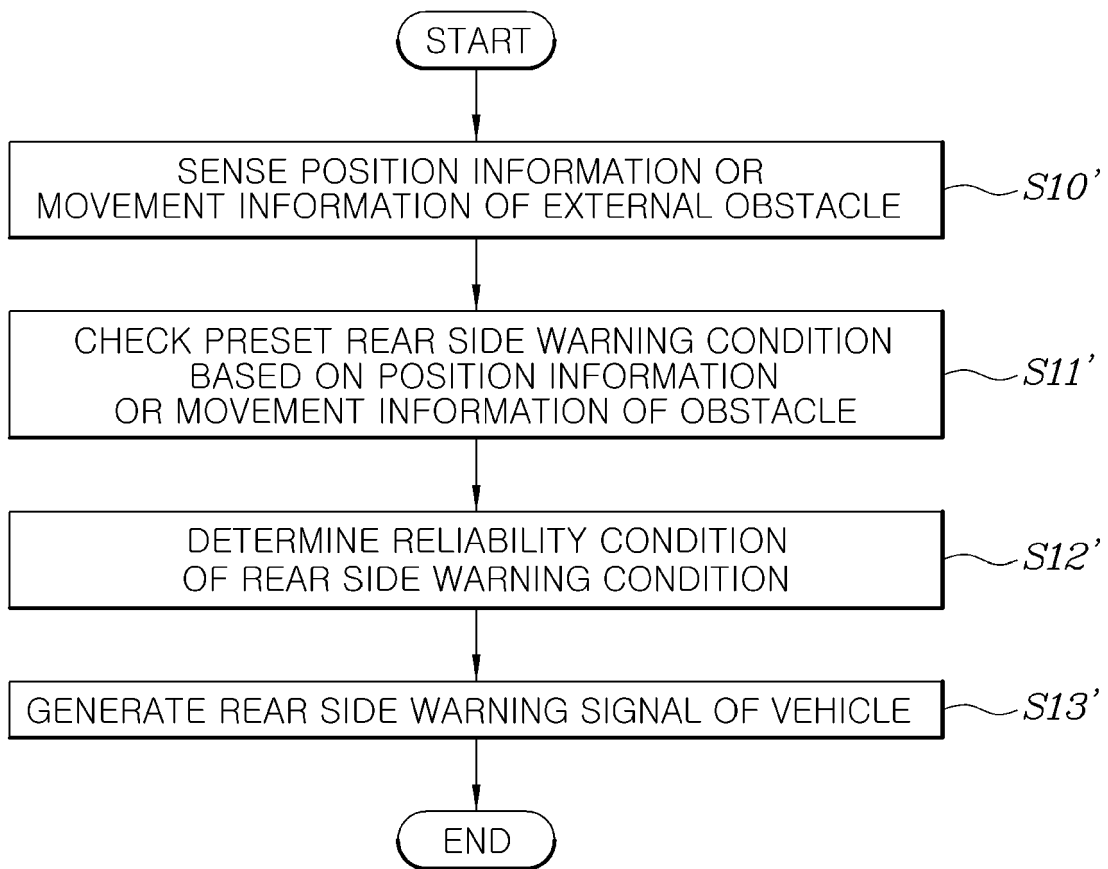 START
SENSE POSITION INFORMATION OR
MOVEMENT INFORMATION OF EXTERNAL OBSTACLE
S10’
CHECK PRESET REAR SIDE WARNING CONDITION
BASED ON POSITION INFORMATION
OR MOVEMENT INFORMATION OF OBSTACLE
S11’
DETERMINE RELIABILITY CONDITION
OF REAR SIDE WARNING CONDITION
S12’
GENERATE REAR SIDE WARNING SIGNAL OF VEHICLE
S13’
END